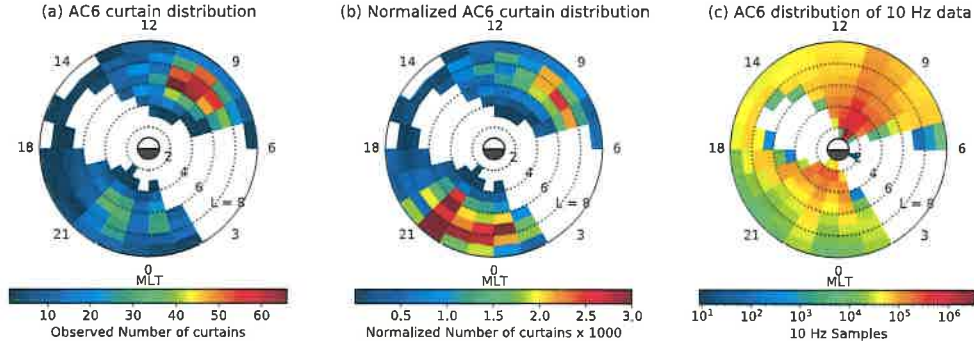 (a) AC6 curtain distribution
12
14
9
18
6
2
4
6
L = 8
21
3
0
MLT
10 20 30 40 50 60
Observed Number of curtains
(b) Normalized AC6 curtain distribution
12
14
9
18
6
2
4
6
L = 8
21
3
0
MLT
0.5 1.0 1.5 2.0 2.5 3.0
Normalized Number of curtains x 1000
(c) AC6 distribution of 10 Hz data
12
14
9
18
6
2
4
6
L = 8
21
3
0
MLT
10¹ 10² 10³ 10⁴ 10⁵ 10⁶
10 Hz Samples